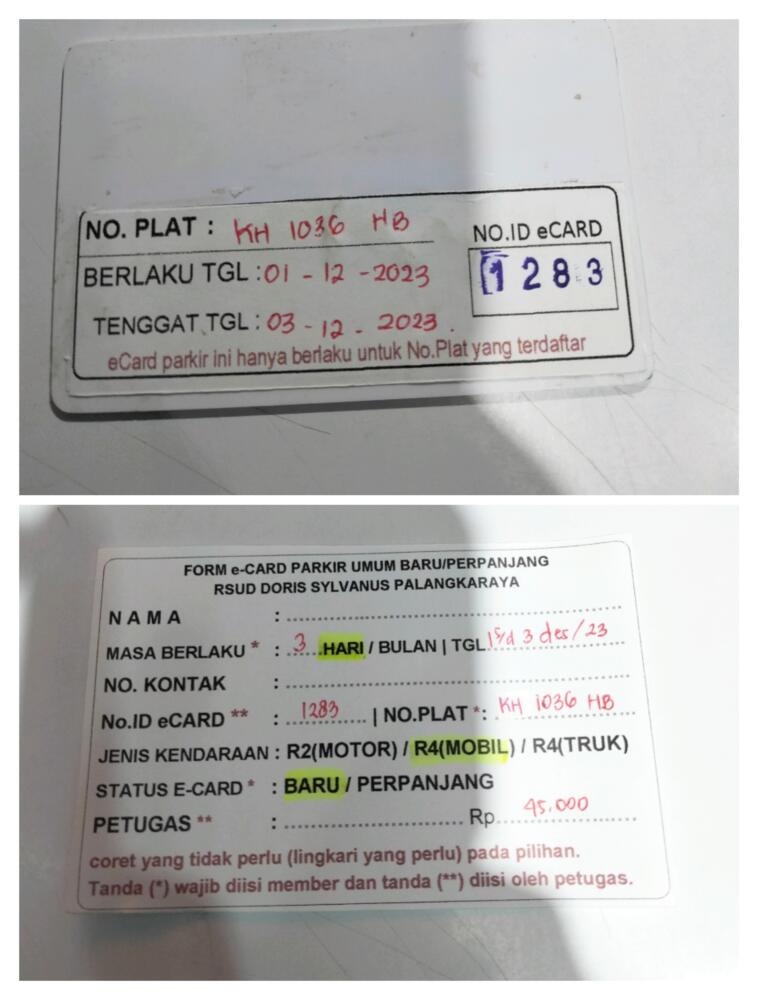 NO. PLAT : KH 1036 HB
NO.ID eCARD
BERLAKU TGL : 01 - 12 - 2023
1283
TENGGAT TGL : 03 - 12 - 2023.
eCard parkir ini hanya berlaku untuk No.Plat yang terdaftar
FORM e-CARD PARKIR UMUM BARU/PERPANJANG
RSUD DORIS SYLVANUS PALANGKARAYA
NAMA : ........................
MASA BERLAKU * : ...3...HARI / BULAN | TGL.1 s/d 3 des/23
NO. KONTAK : ........................
No.ID eCARD ** : ...1283... | NO.PLAT *: KH 1036 HB
JENIS KENDARAAN : R2(MOTOR) / R4(MOBIL) / R4(TRUK)
STATUS E-CARD * : BARU / PERPANJANG
PETUGAS ** : ........................ Rp...45.000...
coret yang tidak perlu (lingkari yang perlu) pada pilihan.
Tanda (*) wajib diisi member dan tanda (**) diisi oleh petugas.